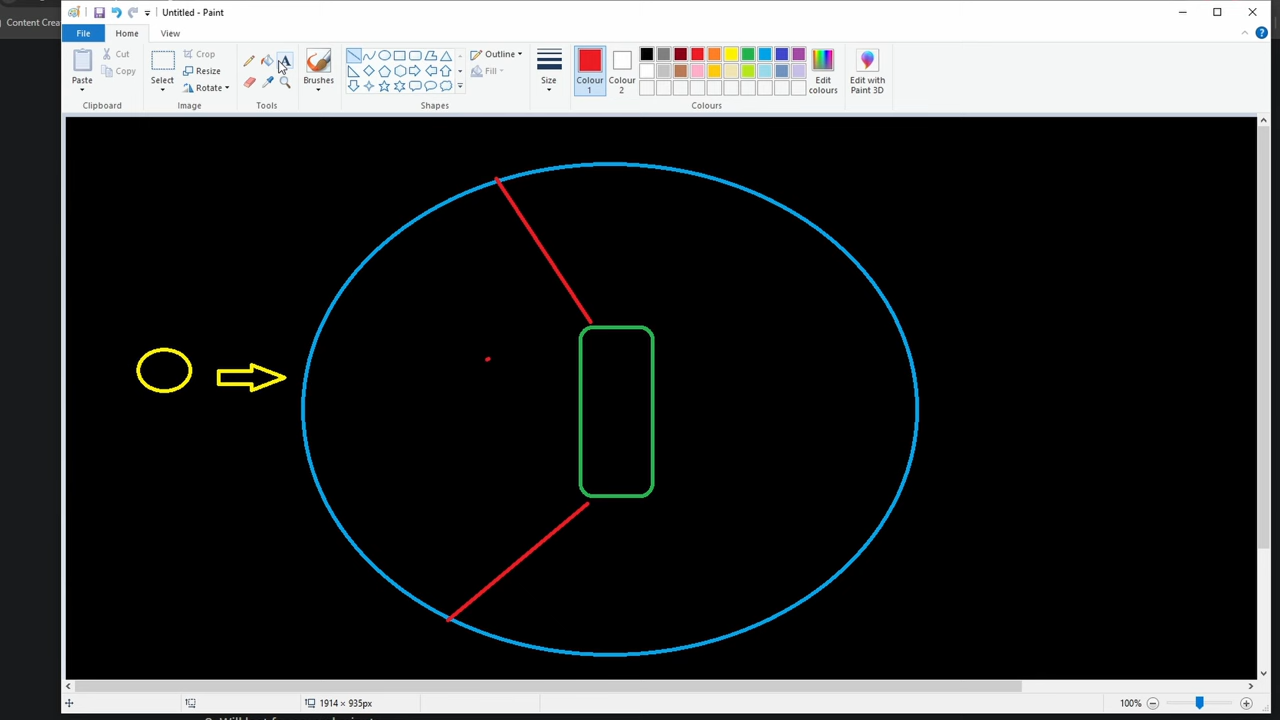 Content Crea
Untitled - Paint
File
Home
View
Paste
Cut
Copy
Clipboard
Select
Crop
Resize
Rotate
Image
A
Tools
Brushes
Outline
Fill
Shapes
Size
Colour 1
Colour 2
Edit colours
Colours
Edit with Paint 3D
1914 × 935px
100%